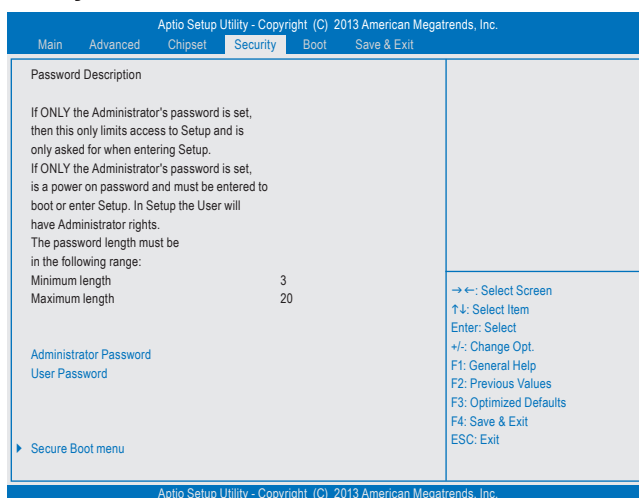 Aptio Setup Utility - Copyright (C) 2013 American Megatrends, Inc.
Main Advanced Chipset Security Boot Save & Exit
Password Description
If ONLY the Administrator's password is set,
then this only limits access to Setup and is
only asked for when entering Setup.
If ONLY the Administrator's password is set,
is a power on password and must be entered to
boot or enter Setup. In Setup the User will
have Administrator rights.
The password length must be
in the following range:
Minimum length 3
Maximum length 20
Administrator Password
User Password
Secure Boot menu
→←: Select Screen
↑↓: Select Item
Enter: Select
+/-: Change Opt.
F1: General Help
F2: Previous Values
F3: Optimized Defaults
F4: Save & Exit
ESC: Exit
Aptio Setup Utility - Copyright (C) 2013 American Megatrends, Inc.